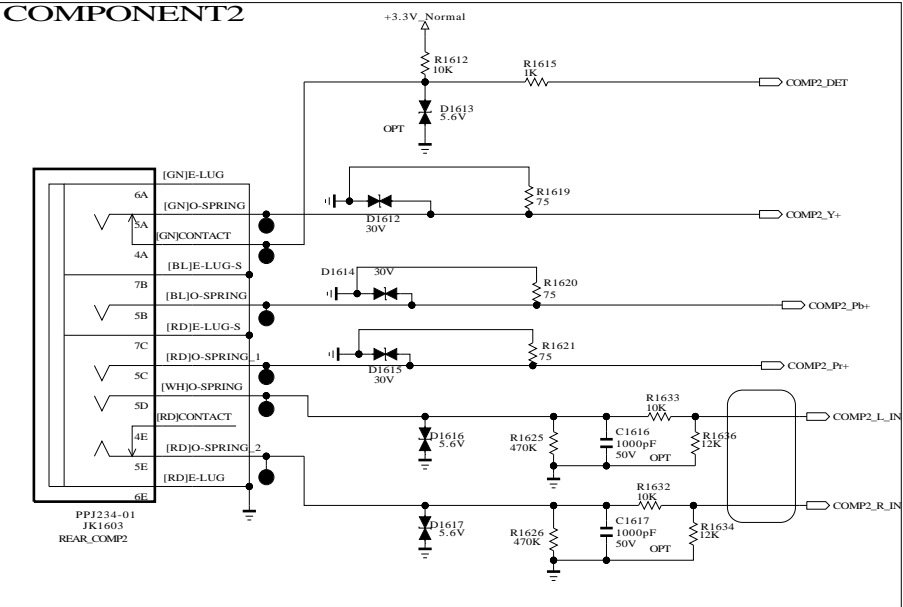 COMPONENT2
+3.3V_Normal
R1612
10K
R1615
1K
COMP2_DET
D1613
5.6V
OPT
[GN]E-LUG
6A
[GN]O-SPRING
5A
[GN]CONTACT
4A
[BL]E-LUG-S
7B
[BL]O-SPRING
5B
[RD]E-LUG-S
7C
[RD]O-SPRING_1
5C
[WH]O-SPRING
5D
[RD]CONTACT
4E
[RD]O-SPRING_2
5E
[RD]E-LUG
6E
PPJ234-01
JK1603
REAR_COMP2
D1612
30V
R1619
75
COMP2_Y+
D1614
30V
R1620
75
COMP2_Pb+
D1615
30V
R1621
75
COMP2_Pr+
D1616
5.6V
R1625
470K
C1616
1000pF
50V
OPT
R1633
10K
R1636
12K
COMP2_L_IN
D1617
5.6V
R1626
470K
C1617
1000pF
50V
OPT
R1632
10K
R1634
12K
COMP2_R_IN